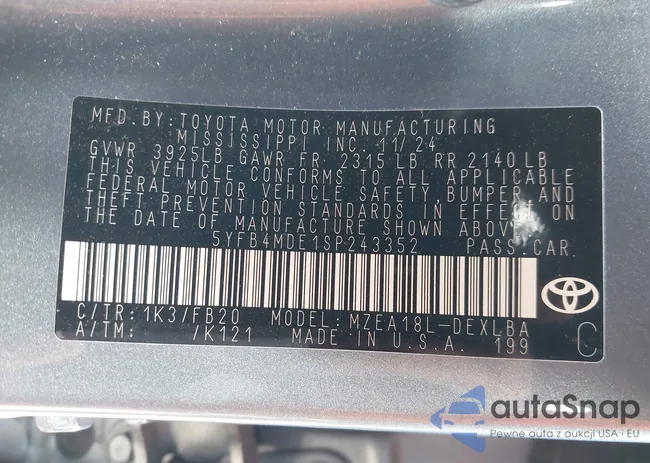 MFD.BY:TOYOTA MOTOR MANUFACTURING
MISSISSIPPI INC. 11/24
GVWR 3925LB GAWR FR. 2315LB RR 2140LB
THIS VEHICLE CONFORMS TO ALL APPLICABLE
FEDERAL MOTOR VEHICLE SAFETY,BUMPER,AND
THEFT PREVENTION STANDARDS IN EFFECT ON
THE DATE OF MANUFACTURE SHOWN ABOVE
5YFB4MDE1SP243352 PASS.CAR
C/TR: 1K3/FB20 MODEL: MZEA18L-DEXLBA
A/TM: /K121 MADE IN U.S.A. 199 C
autaSnap
Pewne auta z aukcji USA i EU